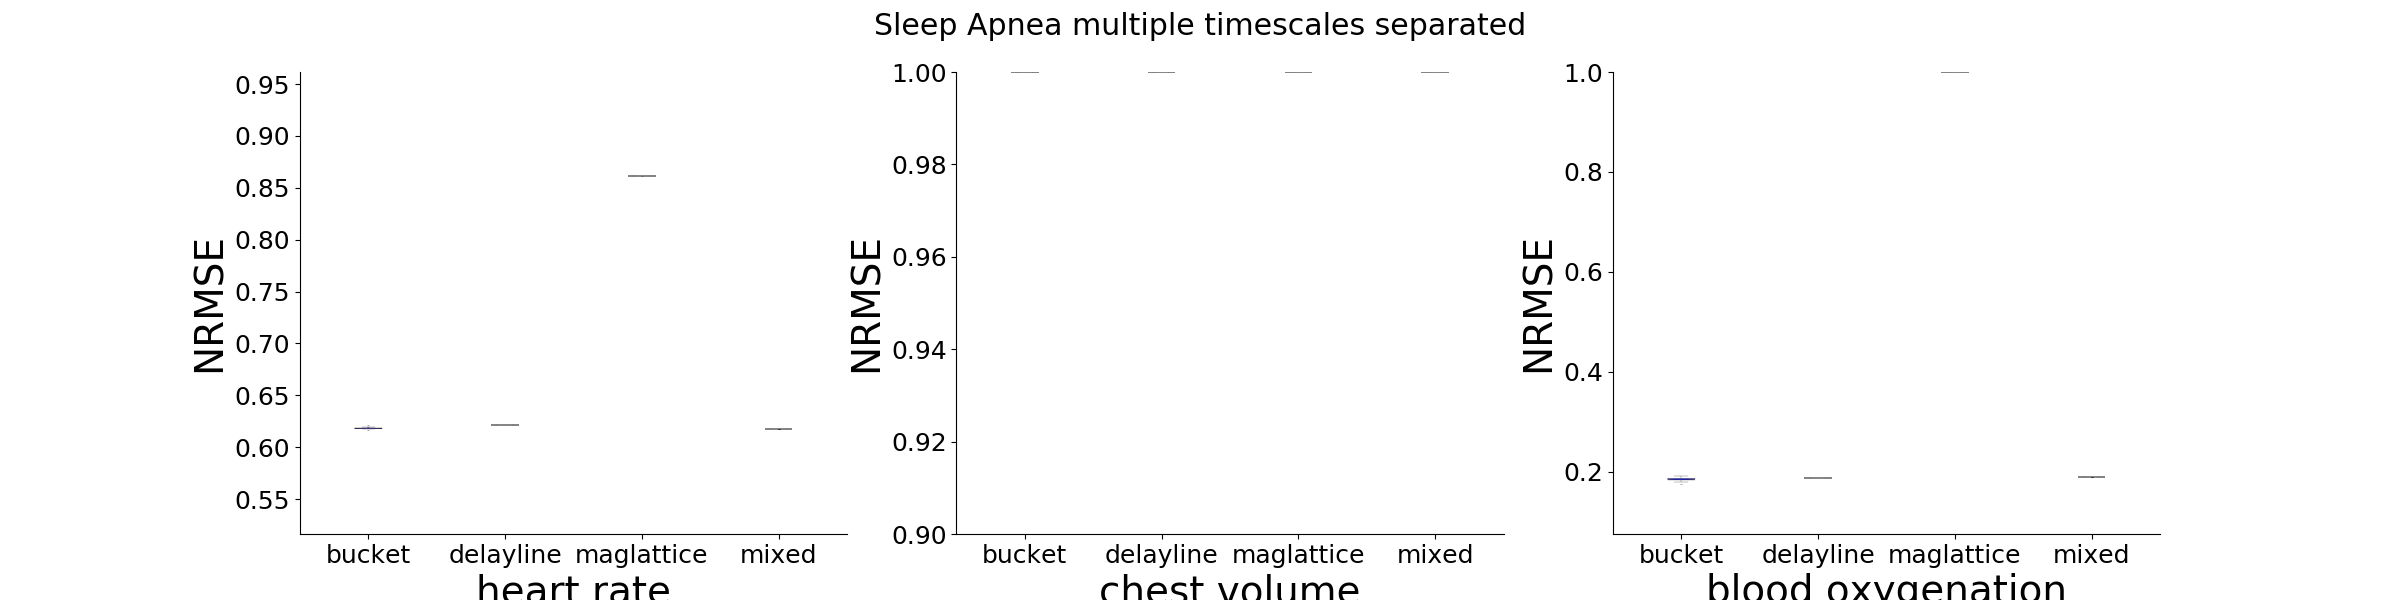 Sleep Apnea multiple timescales separated
NRMSE
0.95
0.90
0.85
0.80
0.75
0.70
0.65
0.60
0.55
bucket delayline maglattice mixed
heart rate
NRMSE
1.00
0.98
0.96
0.94
0.92
0.90
bucket delayline maglattice mixed
chest volume
NRMSE
1.0
0.8
0.6
0.4
0.2
bucket delayline maglattice mixed
blood oxygenation